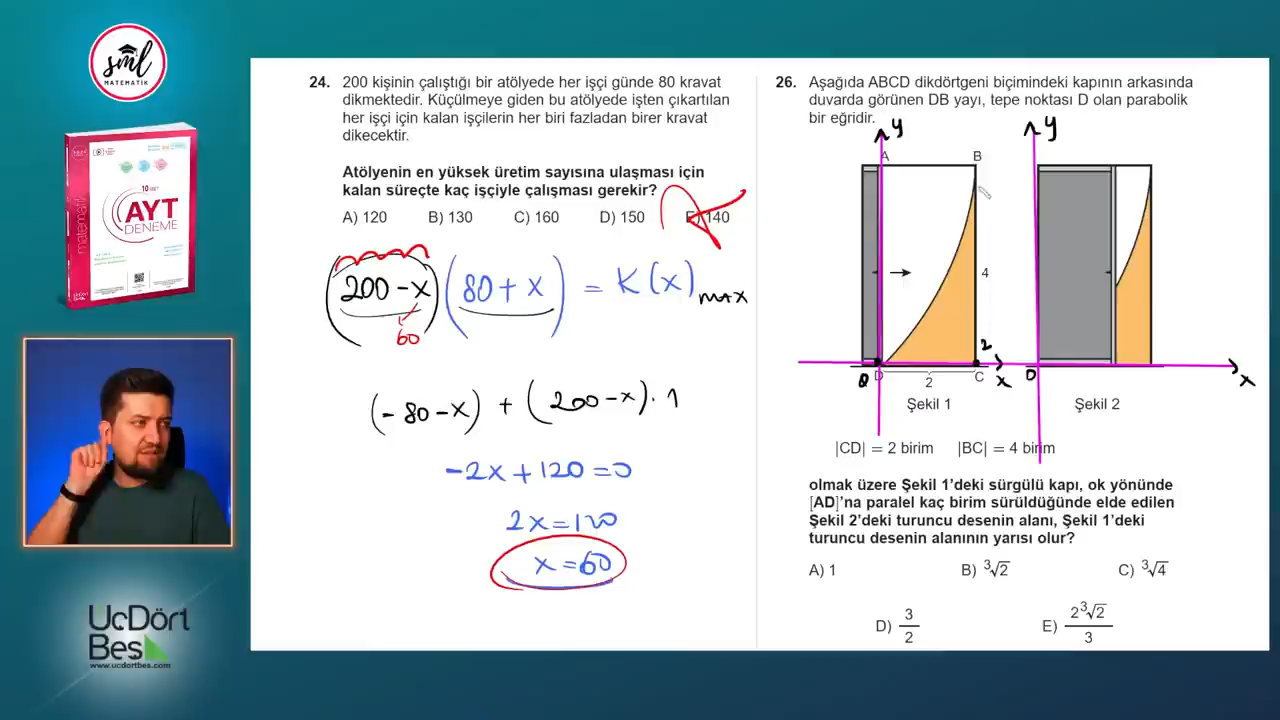 sml
MATEMATİK
10 ADET
AYT
DENEME
matematik
24. 200 kişinin çalıştığı bir atölyede her işçi günde 80 kravat
dikmektedir. Küçülmeye giden bu atölyede işten çıkartılan
her işçi için kalan işçilerin her biri fazladan birer kravat
dikecektir.
Atölyenin en yüksek üretim sayısına ulaşması için
kalan süreçte kaç işçiyle çalışması gerekir?
A) 120 B) 130 C) 160 D) 150 E) 140
(200 - x) (80 + x) = K(x) MAX
60
(-80 - x) + (200 - x) . 1
-2x + 120 = 0
2x = 120
x = 60
26. Aşağıda ABCD dikdörtgeni biçimindeki kapının arkasında
duvarda görünen DB yayı, tepe noktası D olan parabolik
bir eğridir.
y
A
B
4
2
D
2
C
x
Şekil 1
y
0
x
Şekil 2
|CD| = 2 birim |BC| = 4 birim
olmak üzere Şekil 1'deki sürgülü kapı, ok yönünde
[AD]'na paralel kaç birim sürüldüğünde elde edilen
Şekil 2'deki turuncu desenin alanı, Şekil 1'deki
turuncu desenin alanının yarısı olur?
A) 1 B) ³√2 C) ³√4
D) 3/2 E) 2³√2/3
UcDört
Bes
www.ucdortbes.com